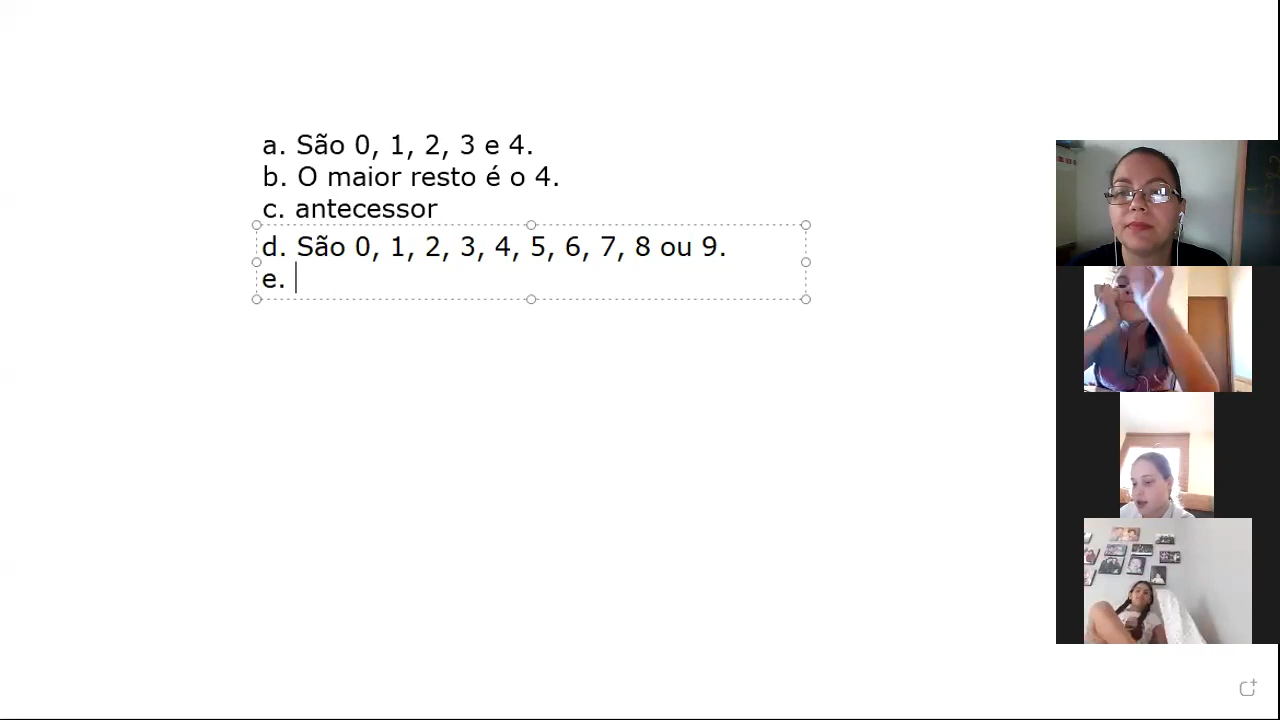 a. São 0, 1, 2, 3 e 4.
b. O maior resto é o 4.
c. antecessor
d. São 0, 1, 2, 3, 4, 5, 6, 7, 8 ou 9.
e.